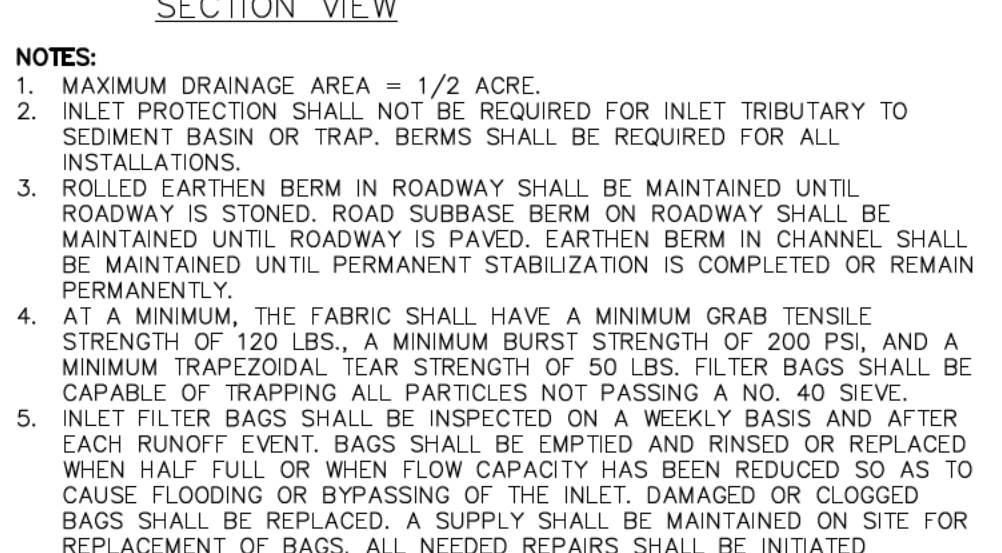 SECTION VIEW
NOTES:
1. MAXIMUM DRAINAGE AREA = 1/2 ACRE.
2. INLET PROTECTION SHALL NOT BE REQUIRED FOR INLET TRIBUTARY TO
SEDIMENT BASIN OR TRAP. BERMS SHALL BE REQUIRED FOR ALL
INSTALLATIONS.
3. ROLLED EARTHEN BERM IN ROADWAY SHALL BE MAINTAINED UNTIL
ROADWAY IS STONED. ROAD SUBBASE BERM ON ROADWAY SHALL BE
MAINTAINED UNTIL ROADWAY IS PAVED. EARTHEN BERM IN CHANNEL SHALL
BE MAINTAINED UNTIL PERMANENT STABILIZATION IS COMPLETED OR REMAIN
PERMANENTLY.
4. AT A MINIMUM, THE FABRIC SHALL HAVE A MINIMUM GRAB TENSILE
STRENGTH OF 120 LBS., A MINIMUM BURST STRENGTH OF 200 PSI, AND A
MINIMUM TRAPEZOIDAL TEAR STRENGTH OF 50 LBS. FILTER BAGS SHALL BE
CAPABLE OF TRAPPING ALL PARTICLES NOT PASSING A NO. 40 SIEVE.
5. INLET FILTER BAGS SHALL BE INSPECTED ON A WEEKLY BASIS AND AFTER
EACH RUNOFF EVENT. BAGS SHALL BE EMPTIED AND RINSED OR REPLACED
WHEN HALF FULL OR WHEN FLOW CAPACITY HAS BEEN REDUCED SO AS TO
CAUSE FLOODING OR BYPASSING OF THE INLET. DAMAGED OR CLOGGED
BAGS SHALL BE REPLACED. A SUPPLY SHALL BE MAINTAINED ON SITE FOR
REPLACEMENT OF BAGS. ALL NEEDED REPAIRS SHALL BE INITIATED